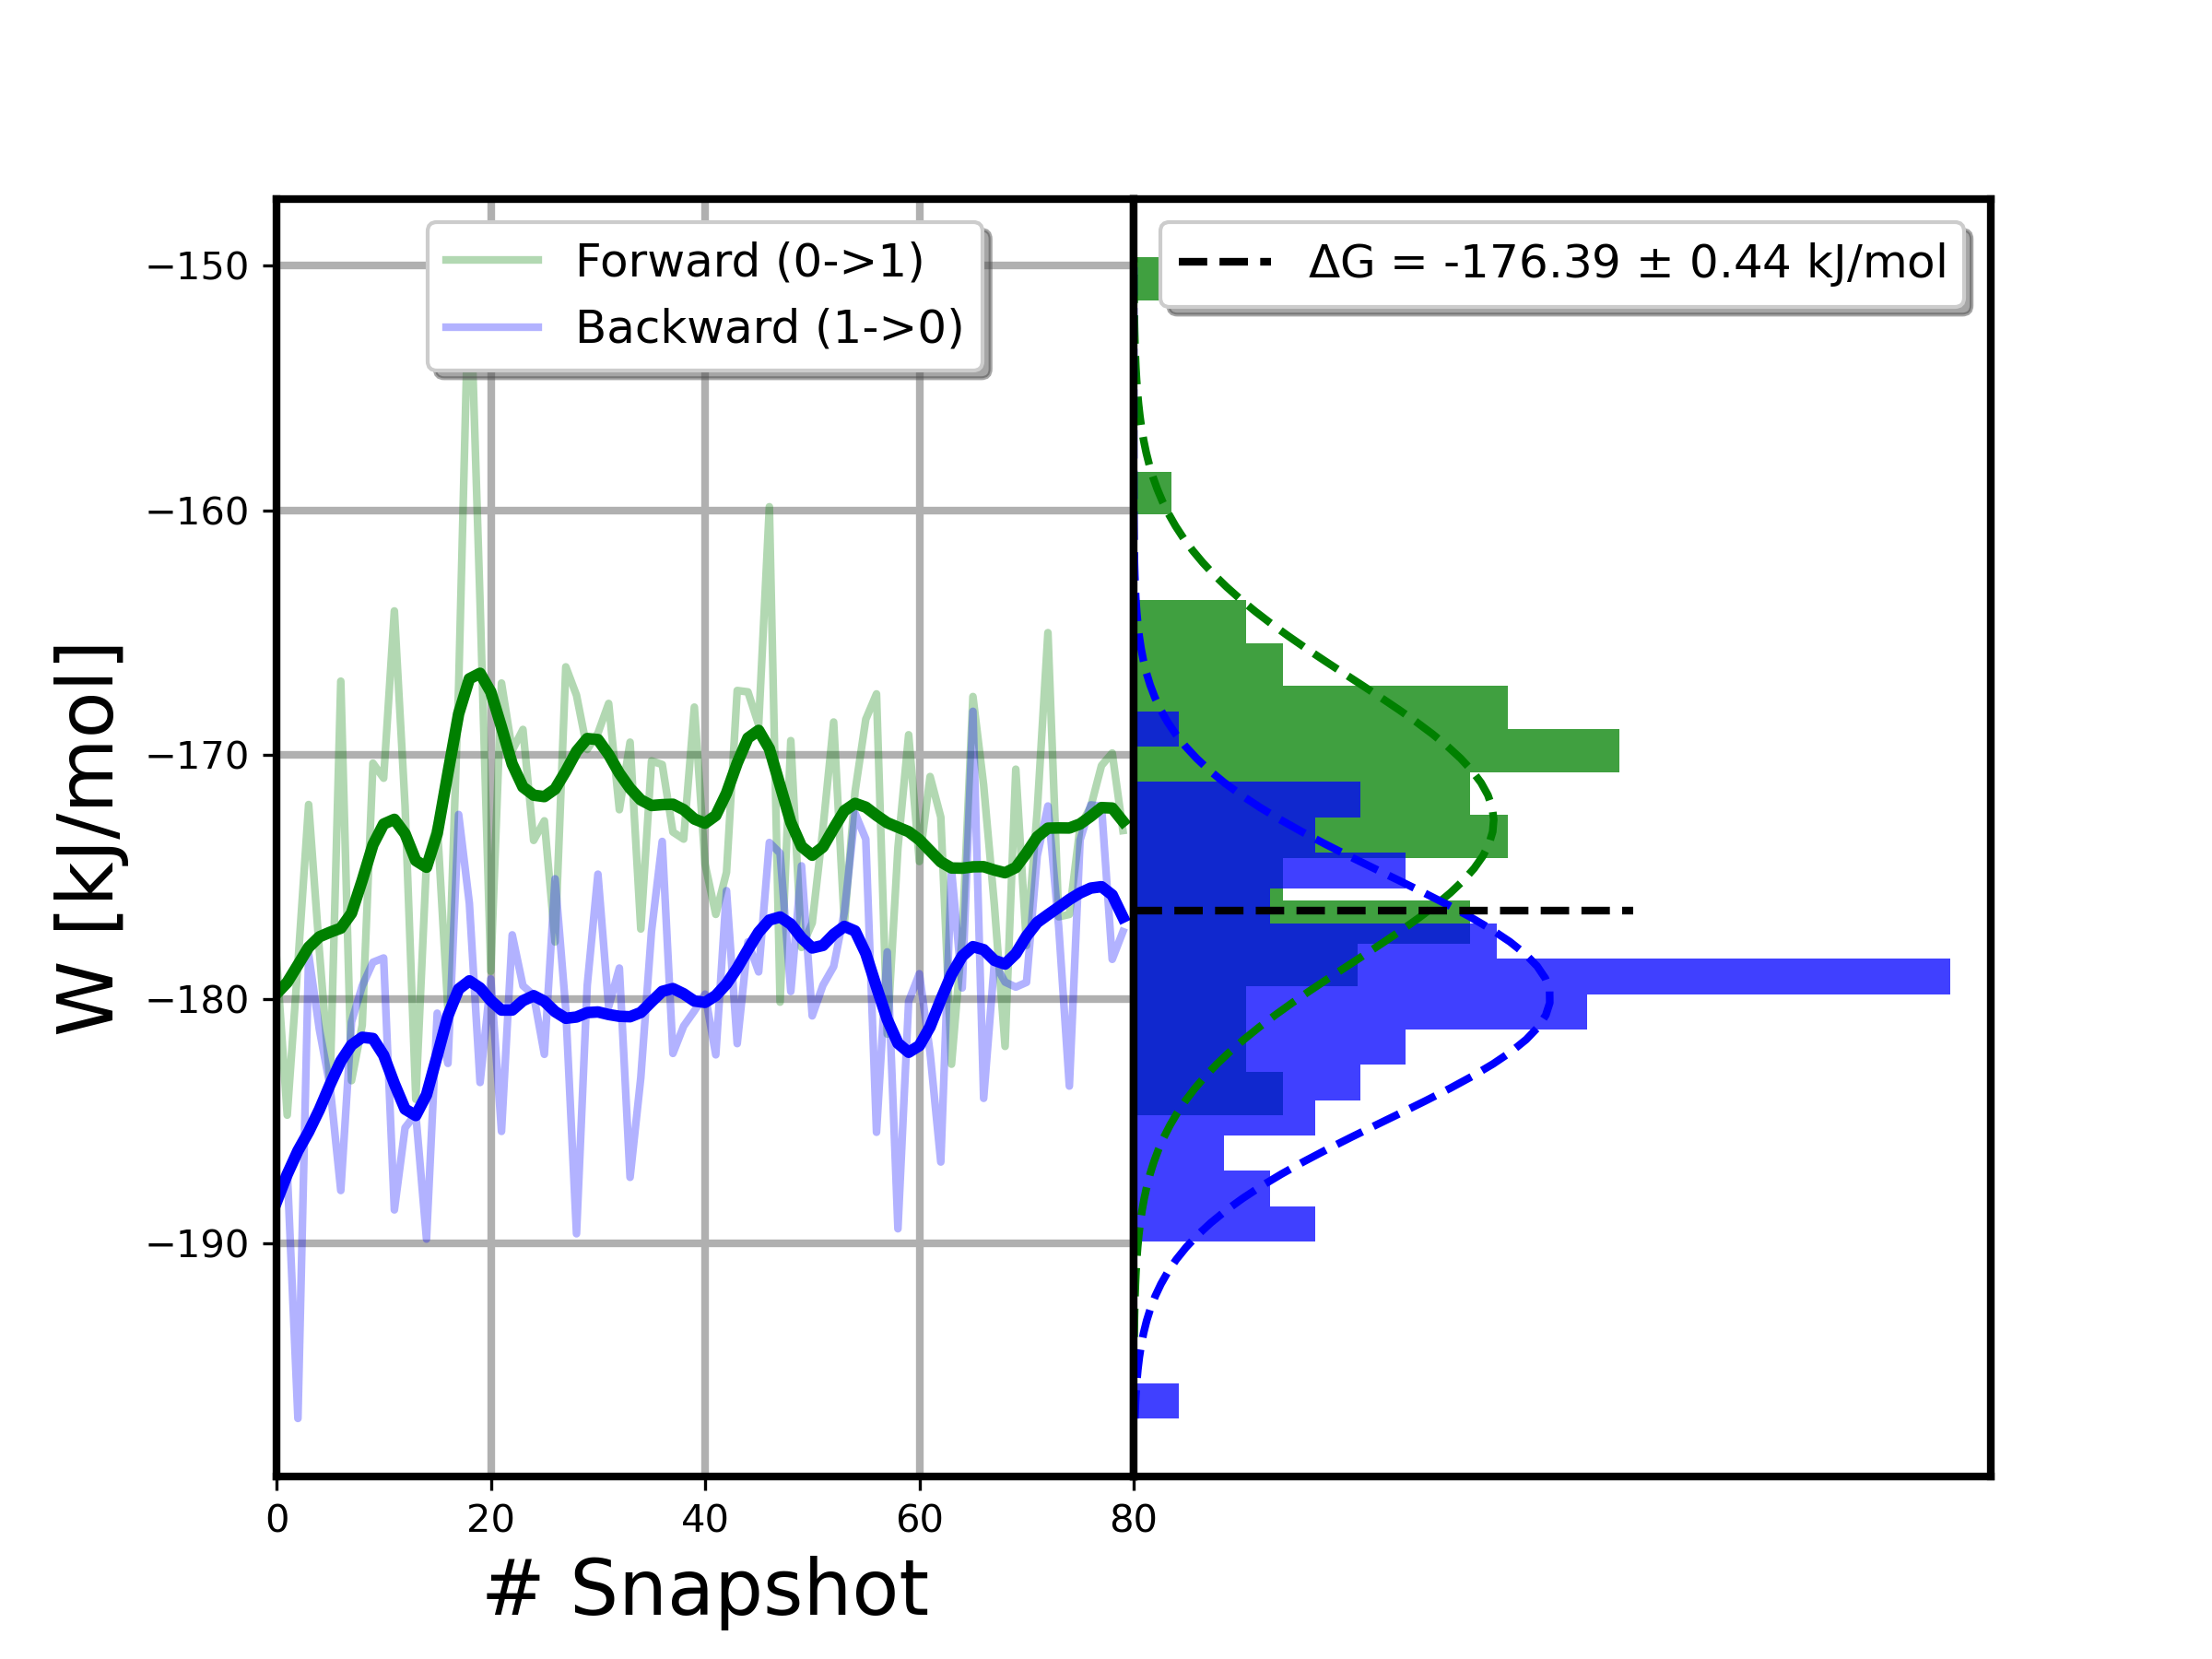 Forward (0->1)
Backward (1->0)
ΔG = -176.39 ± 0.44 kJ/mol
−150
−160
−170
−180
−190
W [kJ/mol]
0 20 40 60 80
# Snapshot